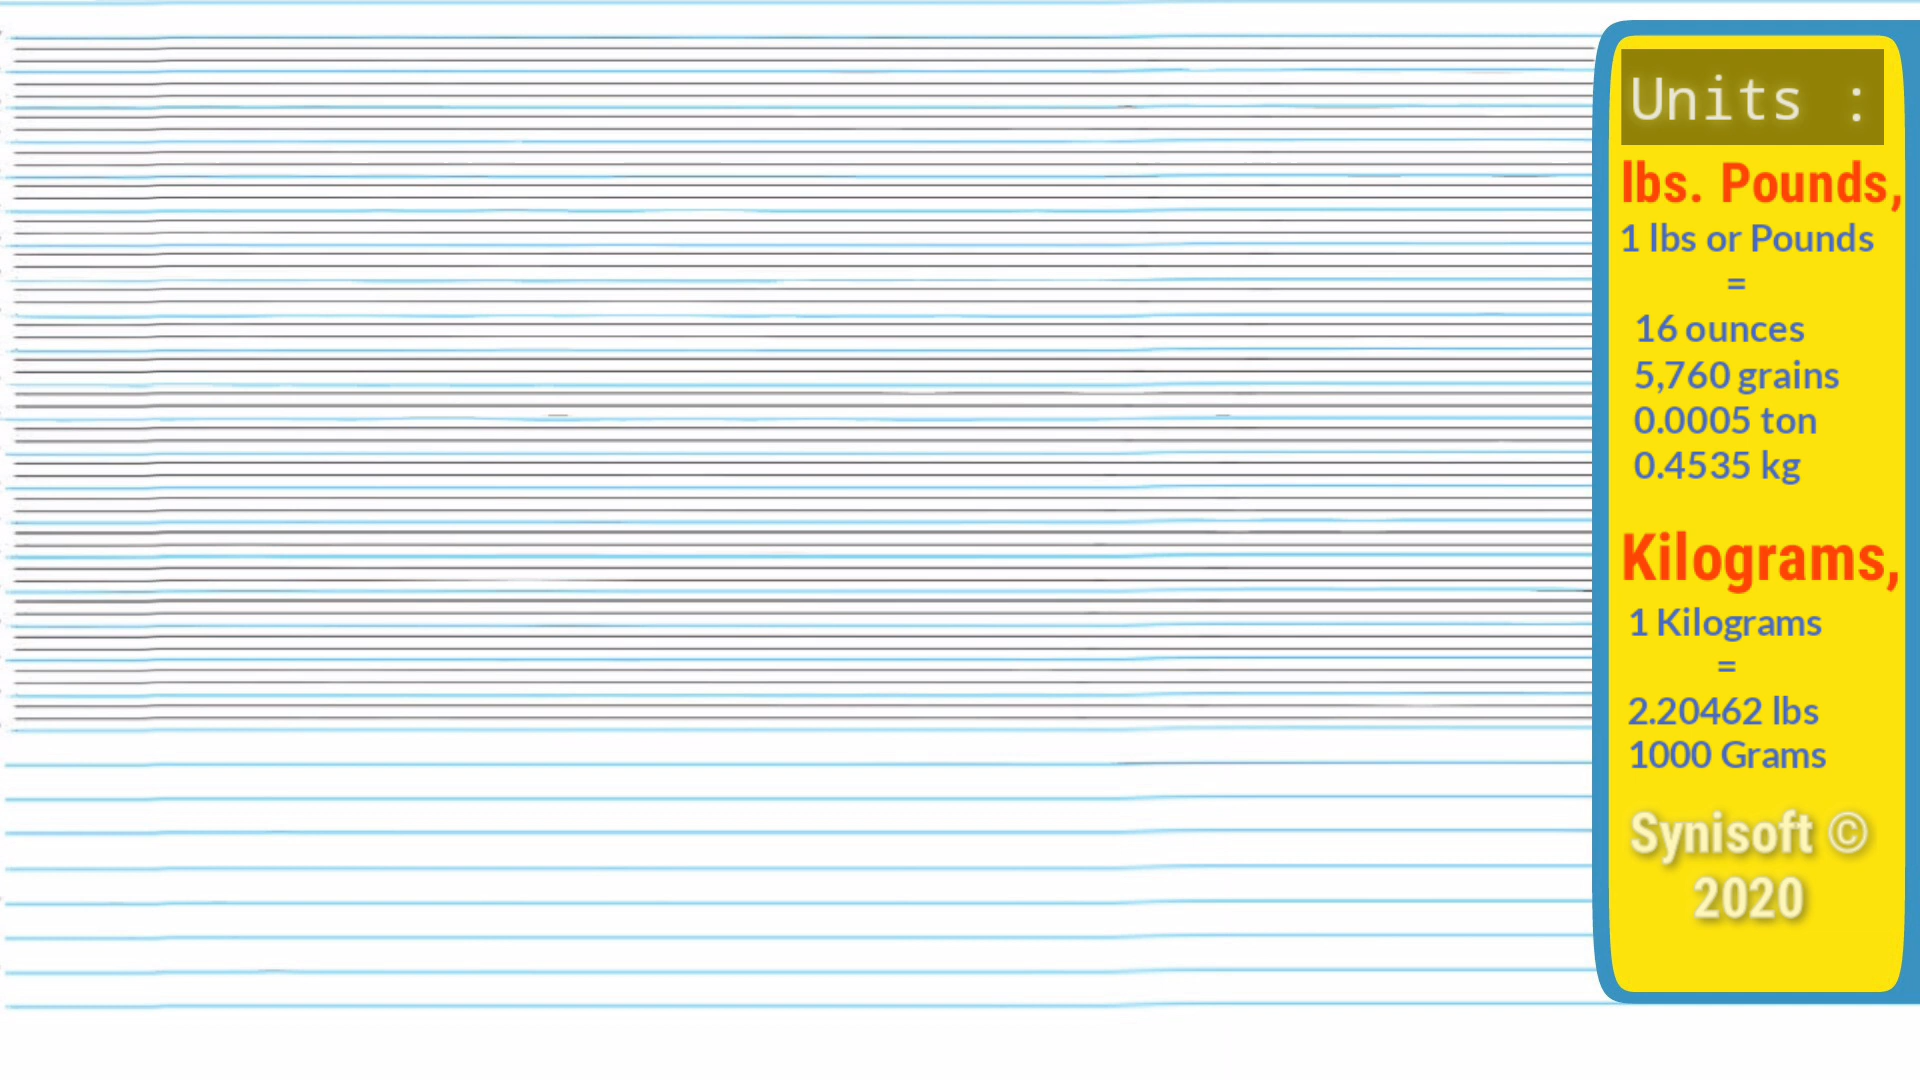 Units :
lbs. Pounds,
1 lbs or Pounds
=
16 ounces
5,760 grains
0.0005 ton
0.4535 kg
Kilograms,
1 Kilograms
=
2.20462 lbs
1000 Grams
Synisoft ©
2020